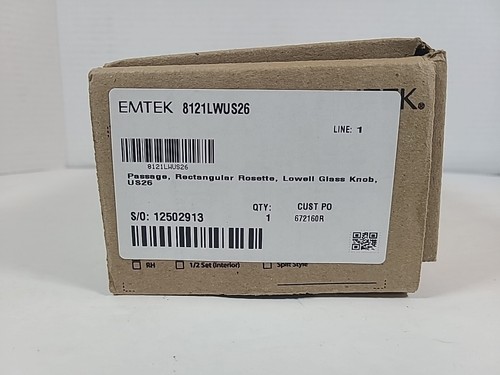 EMTEK 8121LWUS26
TEK®
LINE: 1
8121LWUS26
Passage, Rectangular Rosette, Lowell Glass Knob,
US26
QTY: CUST PO
S/O: 12502913 1 672160R
RH 1/2 Set (Interior) Split Style